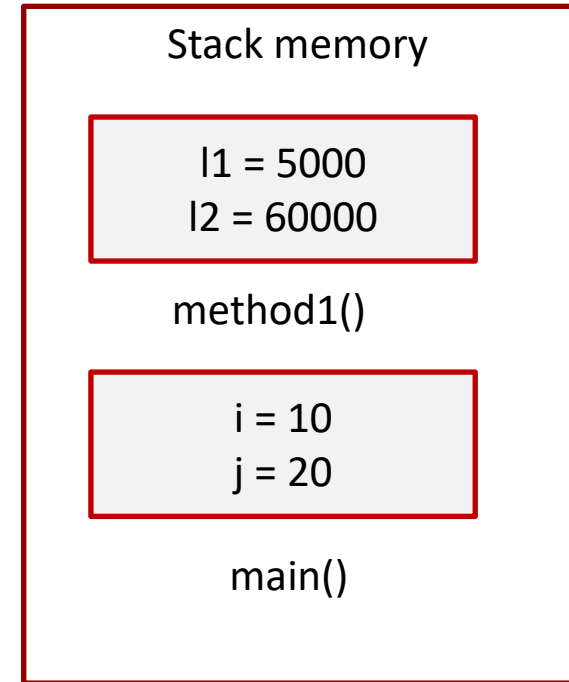 Stack memory
l1 = 5000
l2 = 60000
method1()
i = 10
j = 20
main()